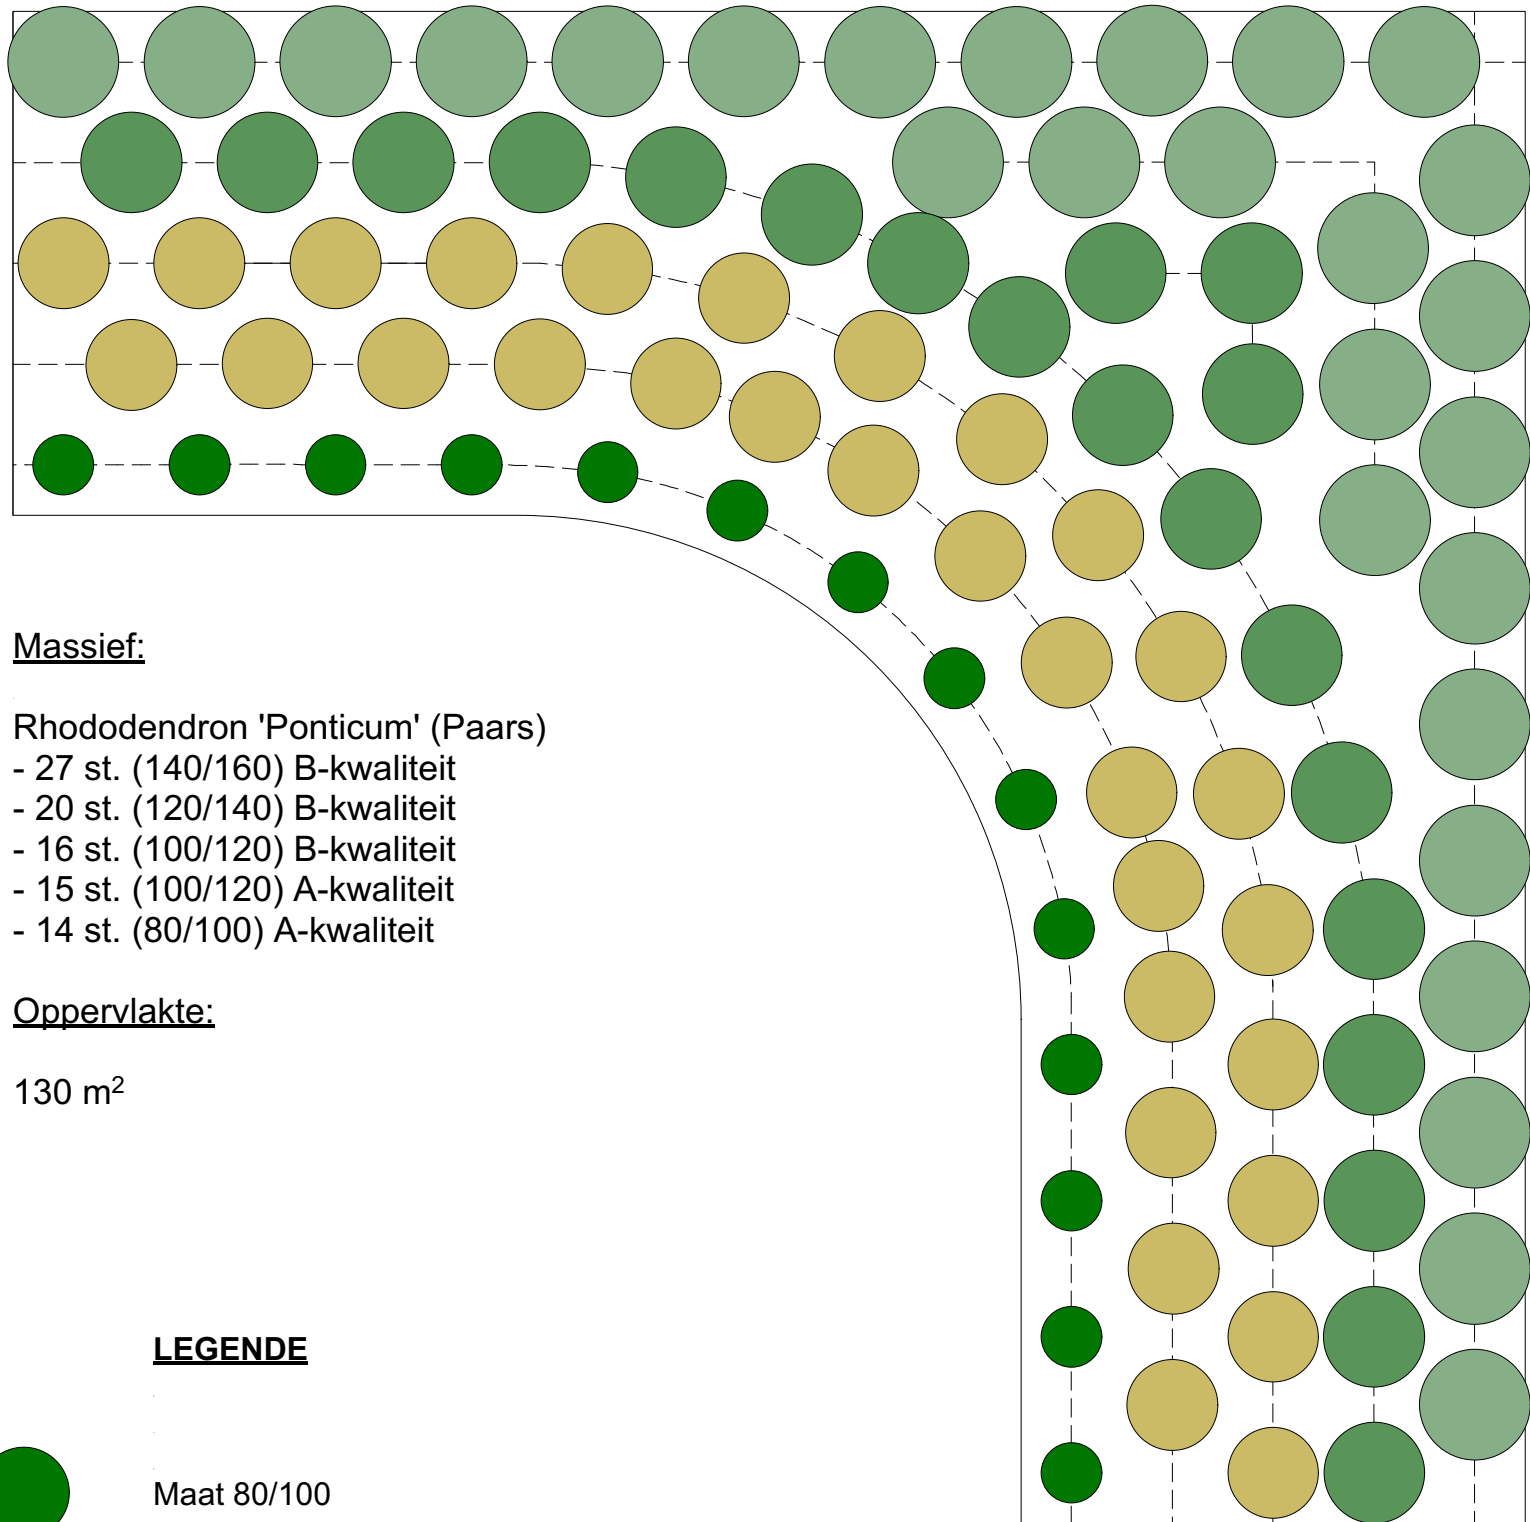 Massief:
Rhododendron 'Ponticum' (Paars)
- 27 st. (140/160) B-kwaliteit
- 20 st. (120/140) B-kwaliteit
- 16 st. (100/120) B-kwaliteit
- 15 st. (100/120) A-kwaliteit
- 14 st. (80/100) A-kwaliteit
Oppervlakte:
130 m²
LEGENDE
Maat 80/100